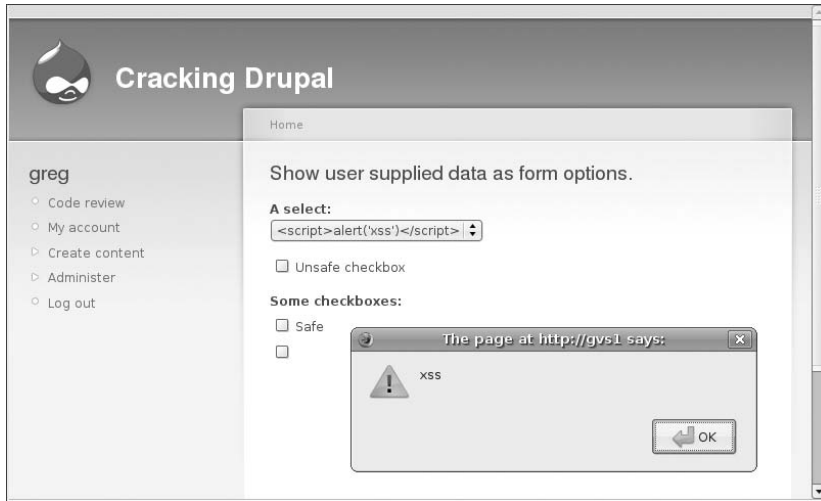 Cracking Drupal
Home
greg
Code review
My account
Create content
Administer
Log out
Show user supplied data as form options.
A select:
<script>alert('xss')</script>
Unsafe checkbox
Some checkboxes:
Safe
The page at http://gvs1 says:
xss
OK